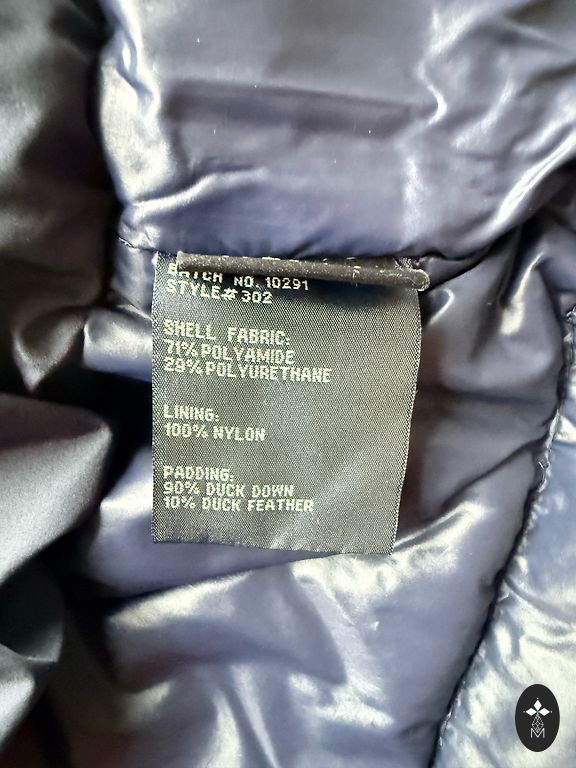 BATCH NO. 10291
STYLE# 302
SHELL FABRIC:
71% POLYAMIDE
29% POLYURETHANE
LINING:
100% NYLON
PADDING:
90% DUCK DOWN
10% DUCK FEATHER
M